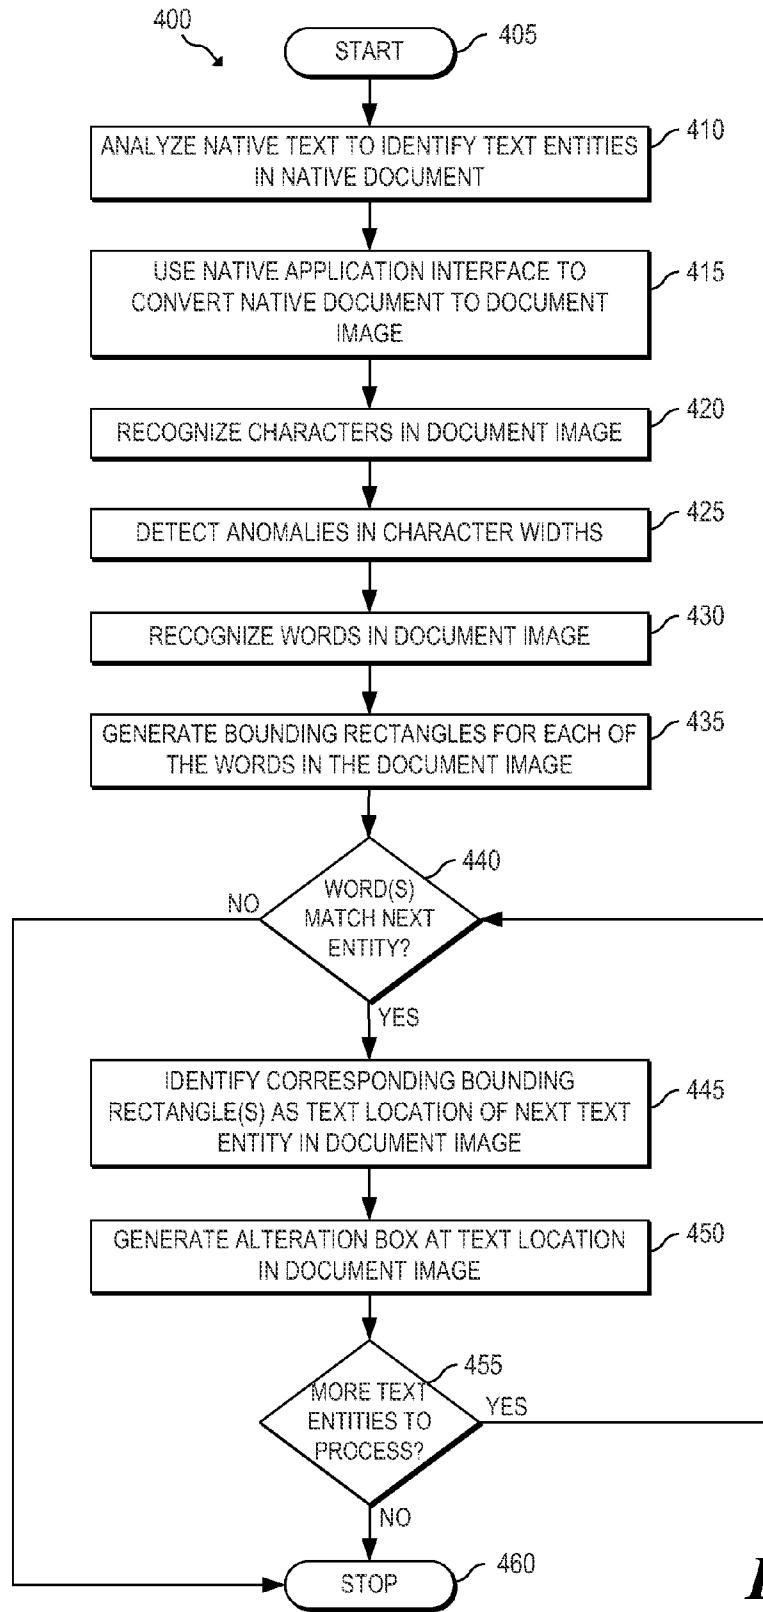 400
START
405
ANALYZE NATIVE TEXT TO IDENTIFY TEXT ENTITIES
IN NATIVE DOCUMENT
410
USE NATIVE APPLICATION INTERFACE TO
CONVERT NATIVE DOCUMENT TO DOCUMENT
IMAGE
415
RECOGNIZE CHARACTERS IN DOCUMENT IMAGE
420
DETECT ANOMALIES IN CHARACTER WIDTHS
425
RECOGNIZE WORDS IN DOCUMENT IMAGE
430
GENERATE BOUNDING RECTANGLES FOR EACH OF
THE WORDS IN THE DOCUMENT IMAGE
435
WORD(S)
MATCH NEXT
ENTITY?
440
NO
YES
IDENTIFY CORRESPONDING BOUNDING
RECTANGLE(S) AS TEXT LOCATION OF NEXT TEXT
ENTITY IN DOCUMENT IMAGE
445
GENERATE ALTERATION BOX AT TEXT LOCATION
IN DOCUMENT IMAGE
450
MORE TEXT
ENTITIES TO
PROCESS?
455
YES
NO
STOP
460